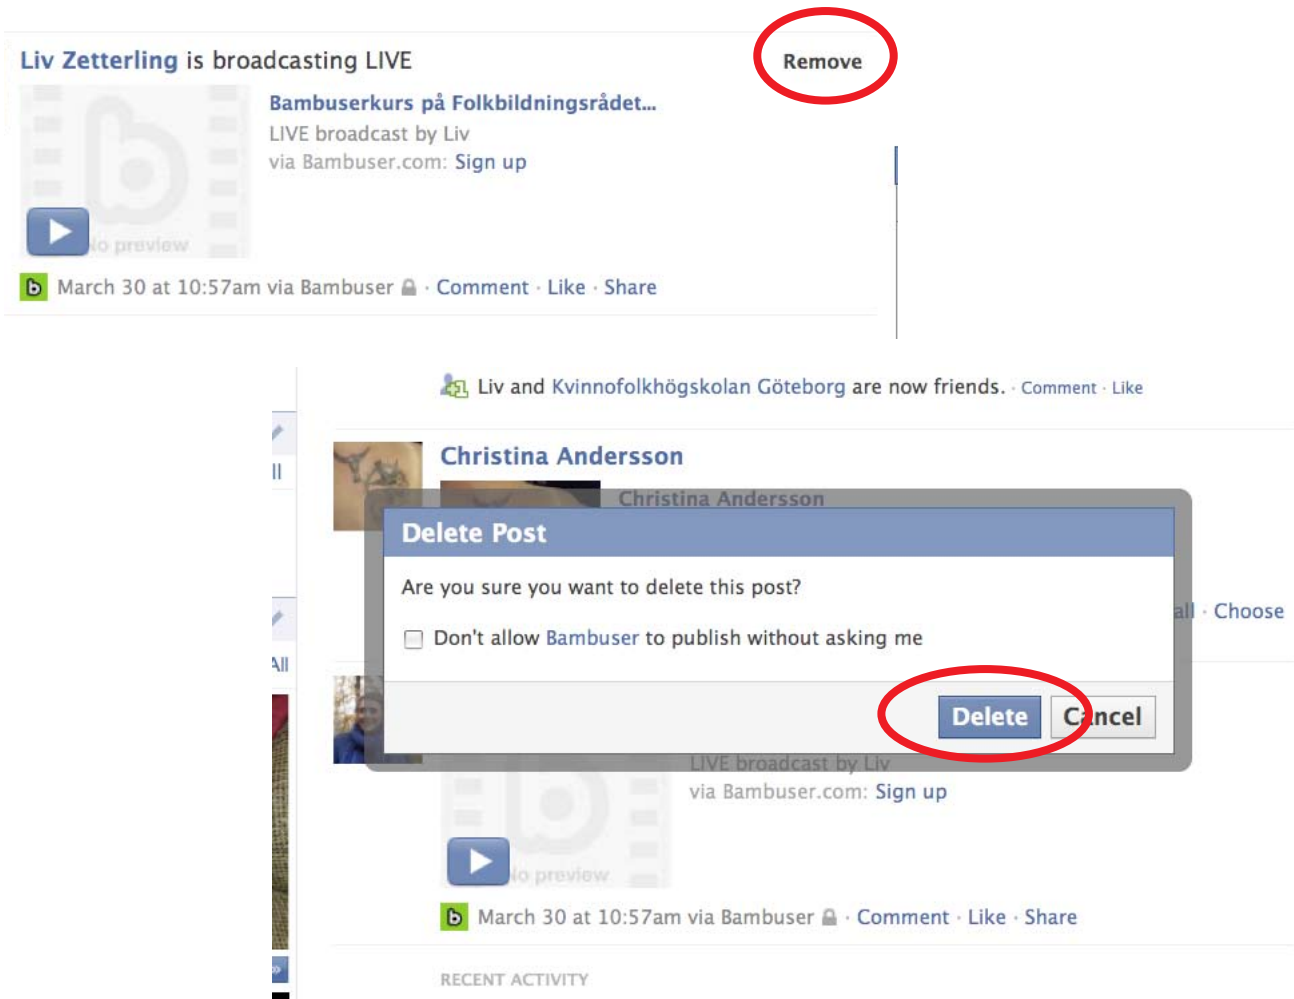 Liv Zetterling is broadcasting LIVE
Remove
Bambuserkurs på Folkbildningsrådet...
LIVE broadcast by Liv
via Bambuser.com: Sign up
No preview
March 30 at 10:57am via Bambuser · Comment · Like · Share
Liv and Kvinnofolkhögskolan Göteborg are now friends. · Comment · Like
Christina Andersson
Christina Andersson
Delete Post
Are you sure you want to delete this post?
all · Choose
Don't allow Bambuser to publish without asking me
All
Delete
Cancel
LIVE broadcast by Liv
via Bambuser.com: Sign up
No preview
March 30 at 10:57am via Bambuser · Comment · Like · Share
RECENT ACTIVITY